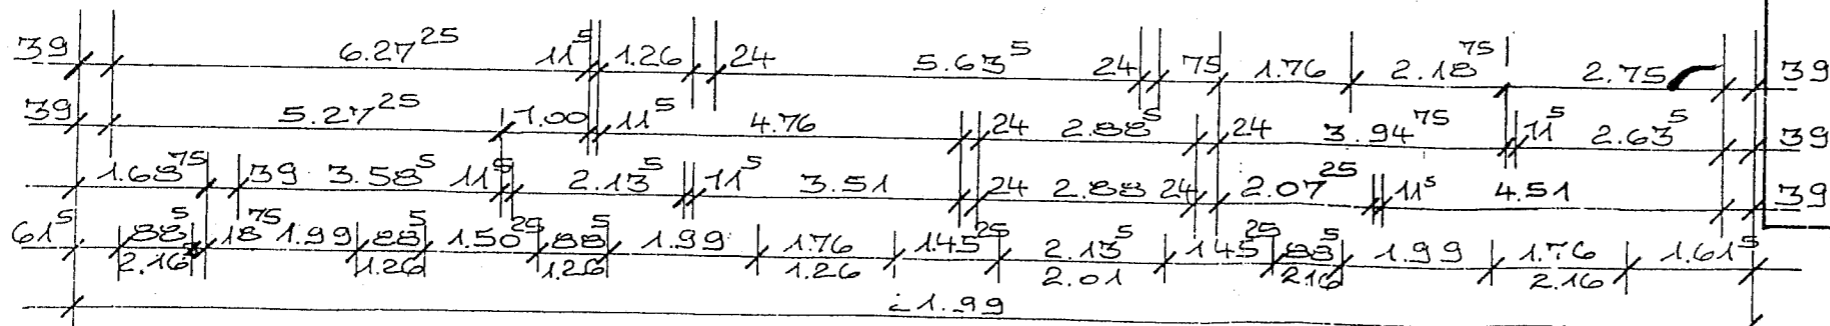 39 6.27²⁵ 11⁵ 1.26 24 5.63⁵ 24 75 1.76 2.18⁷⁵ 2.75 39
39 5.27²⁵ 1.00 11⁵ 4.76 24 2.88⁵ 24 3.94⁷⁵ 11⁵ 2.63⁵ 39
1.68⁷⁵ 39 3.58⁵ 11⁵ 2.13⁵ 11⁵ 3.51 24 2.88 24 2.07²⁵ 11⁵ 4.51 39
61⁵ 88⁵ 18⁷⁵ 1.99 88⁵ 1.50²⁵ 88⁵ 1.99 1.76 1.45²⁵ 2.13⁵ 1.45²⁵ 88⁵ 1.99 1.76 1.61⁵
2.16 1.26 1.26 1.26 2.01 2.16 2.16
1.99